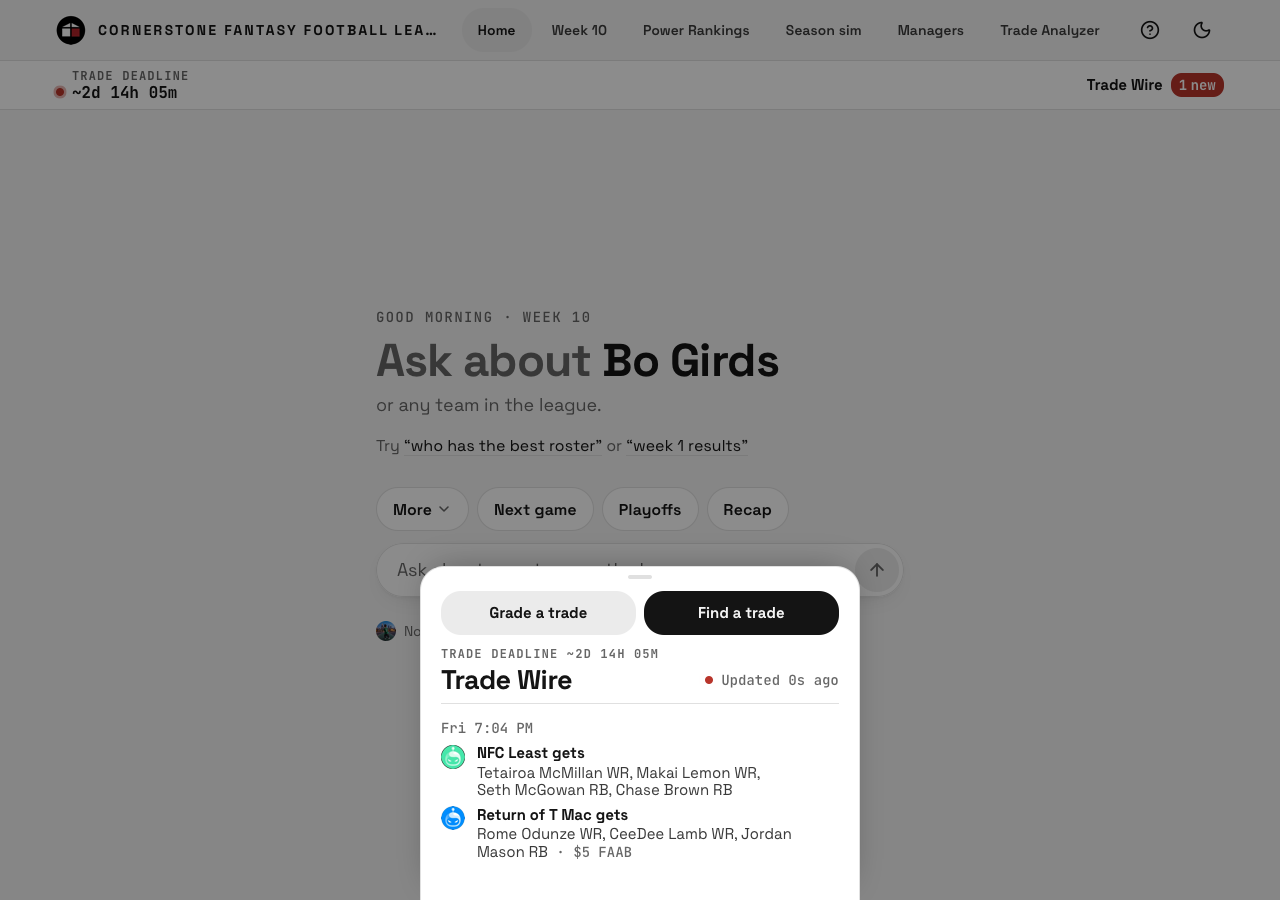 CORNERSTONE FANTASY FOOTBALL LEA...
Home
Week 10
Power Rankings
Season sim
Managers
Trade Analyzer
TRADE DEADLINE
~2d 14h 05m
Trade Wire
1 new
GOOD MORNING · WEEK 10
Ask about Bo Girds
or any team in the league.
Try “who has the best roster” or “week 1 results”
More
Next game
Playoffs
Recap
Ask
Grade a trade
Find a trade
TRADE DEADLINE ~2D 14H 05M
Trade Wire
Updated 0s ago
Fri 7:04 PM
NFC Least gets
Tetairoa McMillan WR, Makai Lemon WR,
Seth McGowan RB, Chase Brown RB
Return of T Mac gets
Rome Odunze WR, CeeDee Lamb WR, Jordan
Mason RB · $5 FAAB